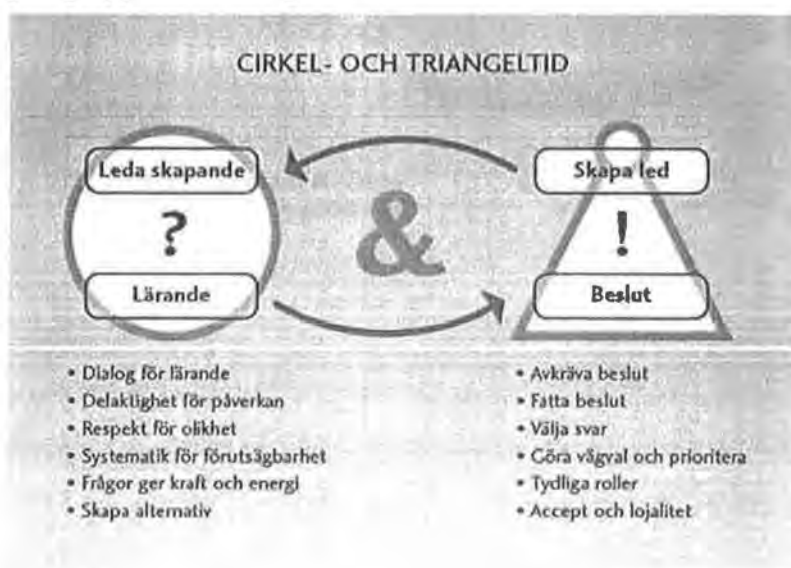 CIRKEL- OCH TRIANGELTID
Leda skapande
?
Lärande
&
Skapa led
!
Beslut
• Dialog för lärande
• Delaktighet för påverkan
• Respekt för olikhet
• Systematik för förutsägbarhet
• Frågor ger kraft och energi
• Skapa alternativ
• Avkräva beslut
• Fatta beslut
• Välja svar
• Göra vägval och prioritera
• Tydliga roller
• Accept och lojalitet